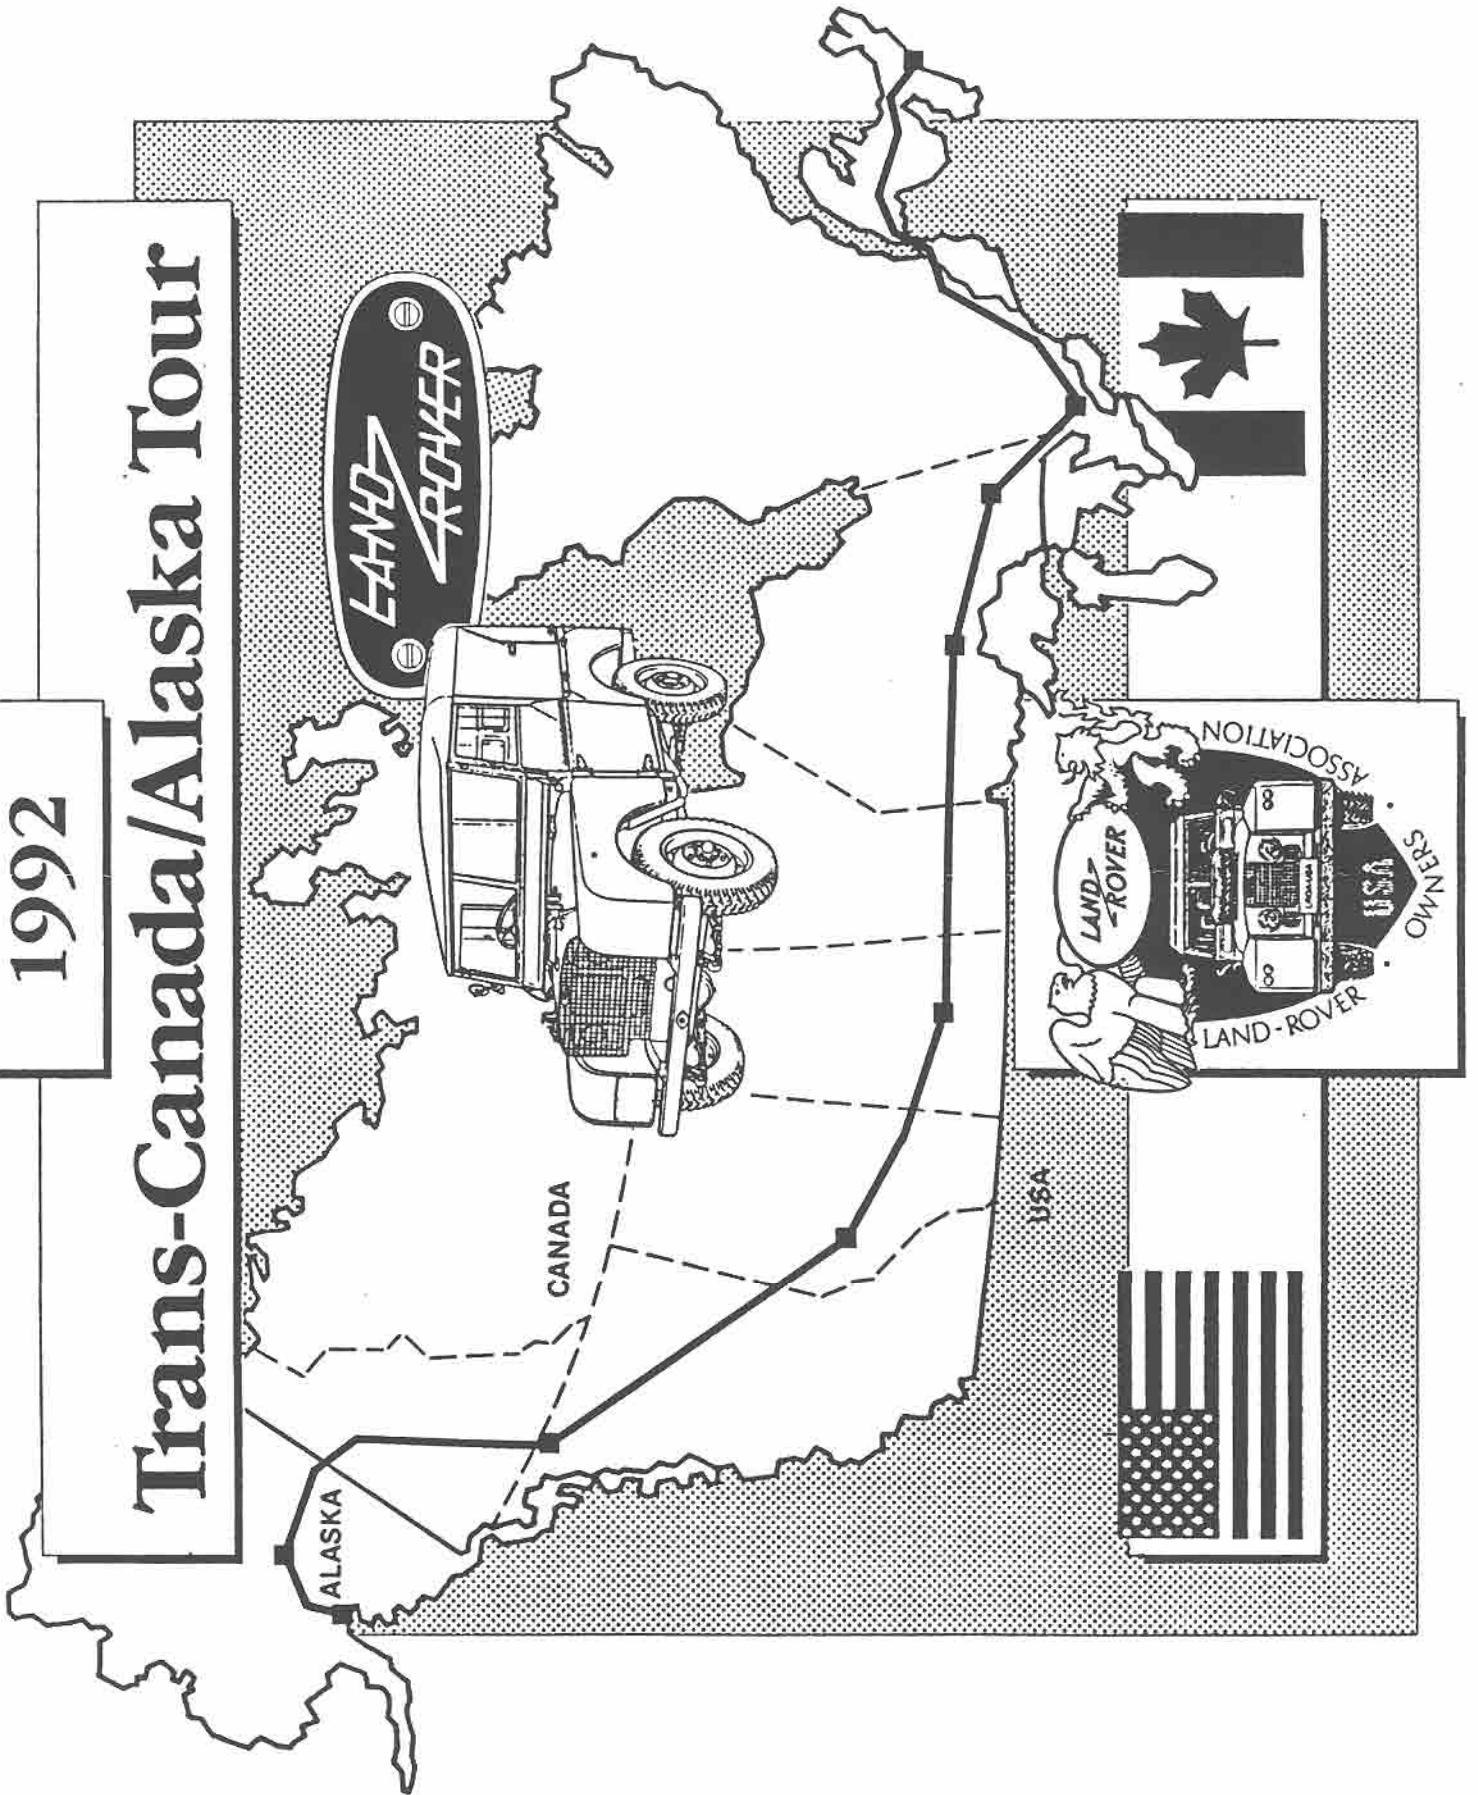 1992
Trans-Canada/Alaska Tour
LAND
ROVER
ALASKA
CANADA
USA
LAND
ROVER
USA
LAND-ROVER
OWNERS
ASSOCIATION